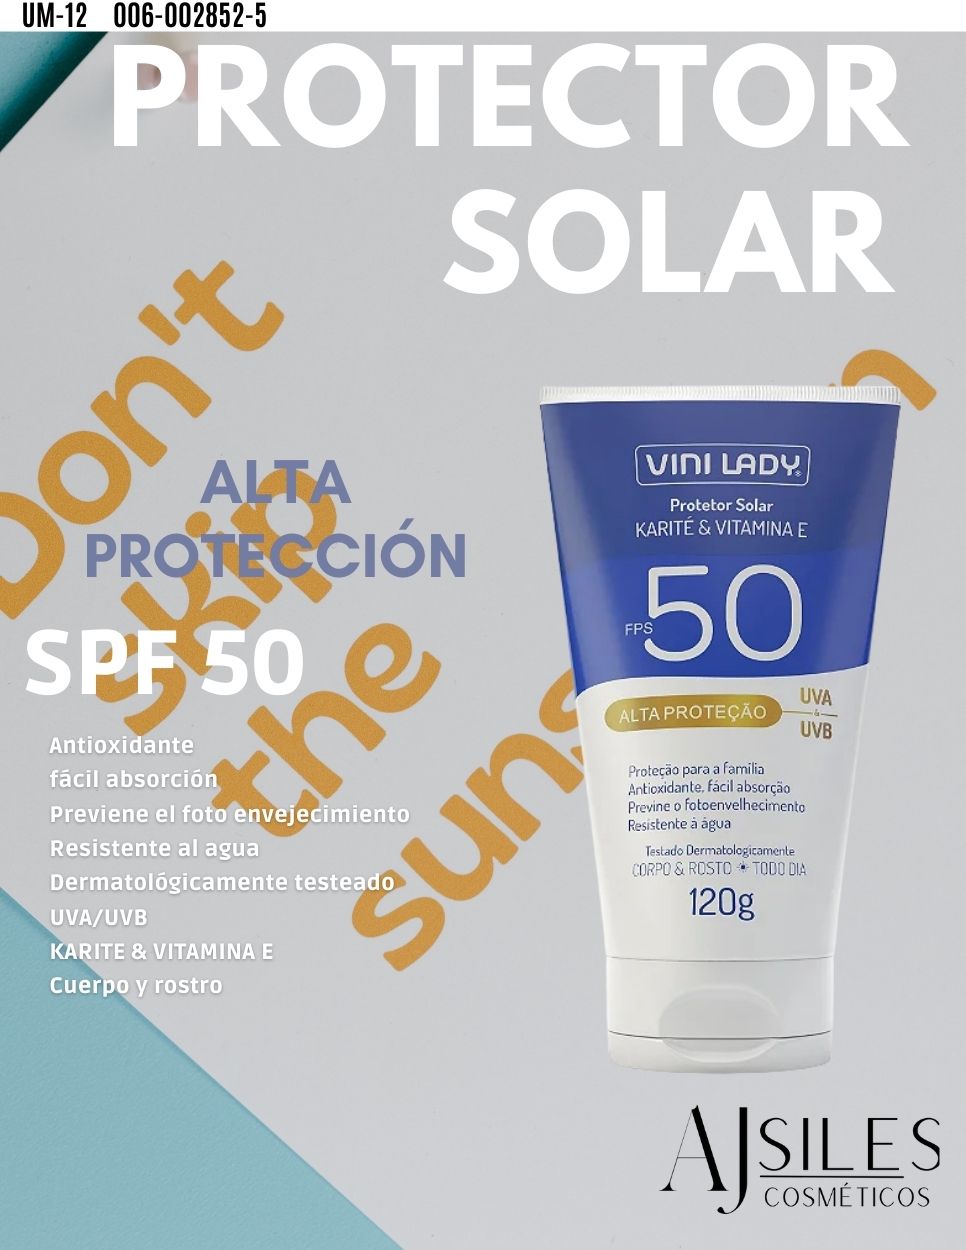 UM-12 006-002852-5
PROTECTOR
SOLAR
Don't
skip
the
suns
n
ALTA
PROTECCIÓN
SPF 50
Antioxidante
fácil absorción
Previene el foto envejecimiento
Resistente al agua
Dermatológicamente testeado
UVA/UVB
KARITE & VITAMINA E
Cuerpo y rostro
VINI LADY®
Protetor Solar
KARITÉ & VITAMINA E
FPS 50
ALTA PROTEÇÃO
UVA
&
UVB
Proteção para a família
Antioxidante, fácil absorção
Previne o fotoenvelhecimento
Resistente à água
Testado Dermatologicamente
CORPO & ROSTO ☀ TODO DIA
120g
AJSILES
COSMÉTICOS